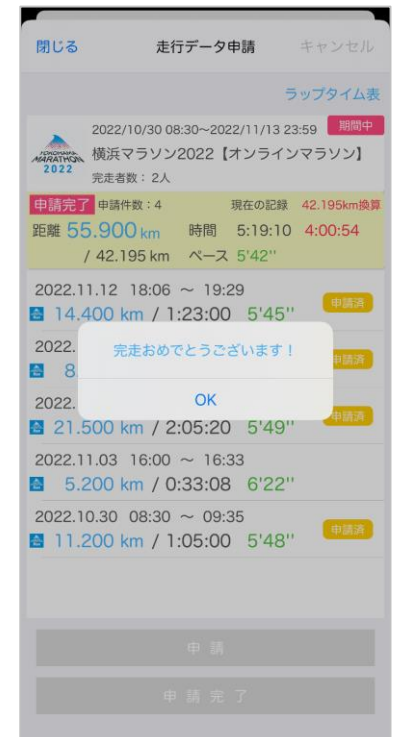 閉じる 走行データ申請 キャンセル
ラップタイム表
2022/10/30 08:30~2022/11/13 23:59 期間中
横浜マラソン2022【オンラインマラソン】
完走者数: 2人
YOKOHAMA
MARATHON
2022
申請完了 申請件数:4 現在の記録 42.195km換算
距離 55.900 km 時間 5:19:10 4:00:54
/ 42.195 km ペース 5'42''
2022.11.12 18:06 ~ 19:29
14.400 km / 1:23:00 5'45'' 申請済
2022.
8 申請済
完走おめでとうございます!
OK
2022.
21.500 km / 2:05:20 5'49'' 申請済
2022.11.03 16:00 ~ 16:33
5.200 km / 0:33:08 6'22''
2022.10.30 08:30 ~ 09:35
11.200 km / 1:05:00 5'48'' 申請済
申 請
申 請 完 了